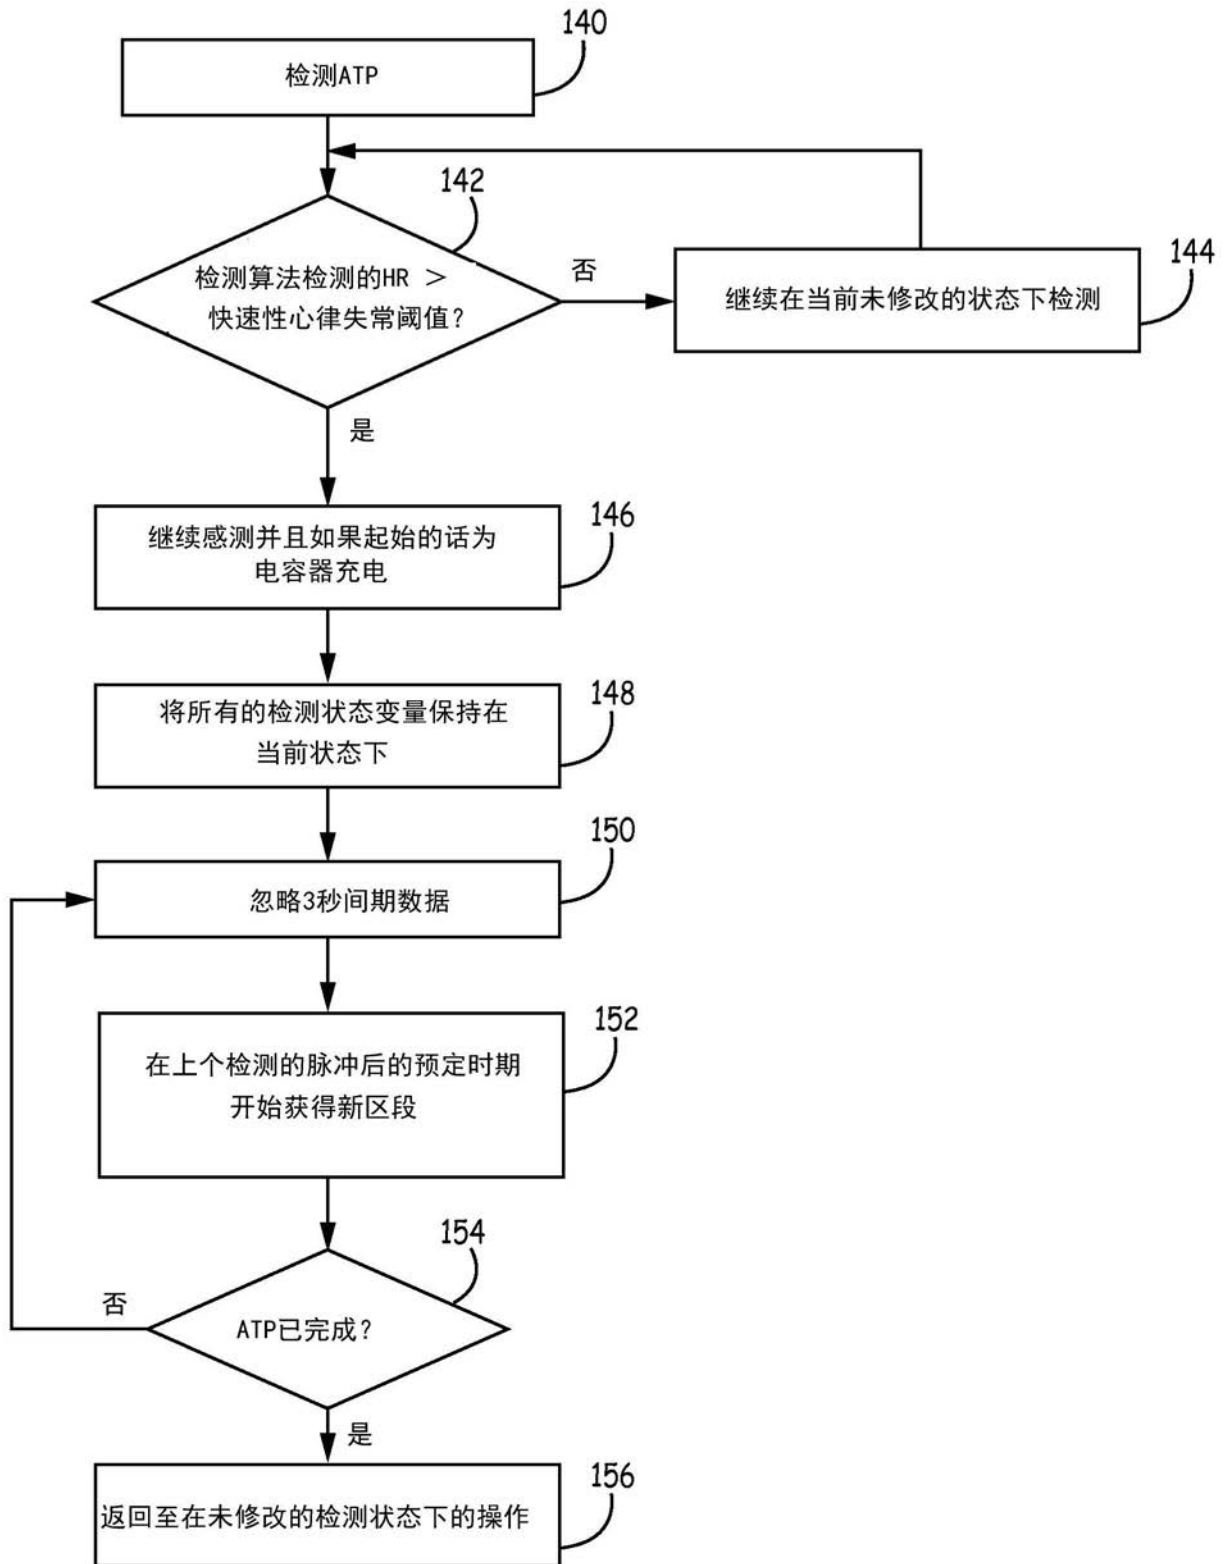 140
检测ATP
142
检测算法检测的HR ＞
快速性心律失常阈值？
否
144
继续在当前未修改的状态下检测
是
146
继续感测并且如果起始的话为
电容器充电
148
将所有的检测状态变量保持在
当前状态下
150
忽略3秒间期数据
152
在上个检测的脉冲后的预定时期
开始获得新区段
154
否
ATP已完成？
是
156
返回至在未修改的检测状态下的操作